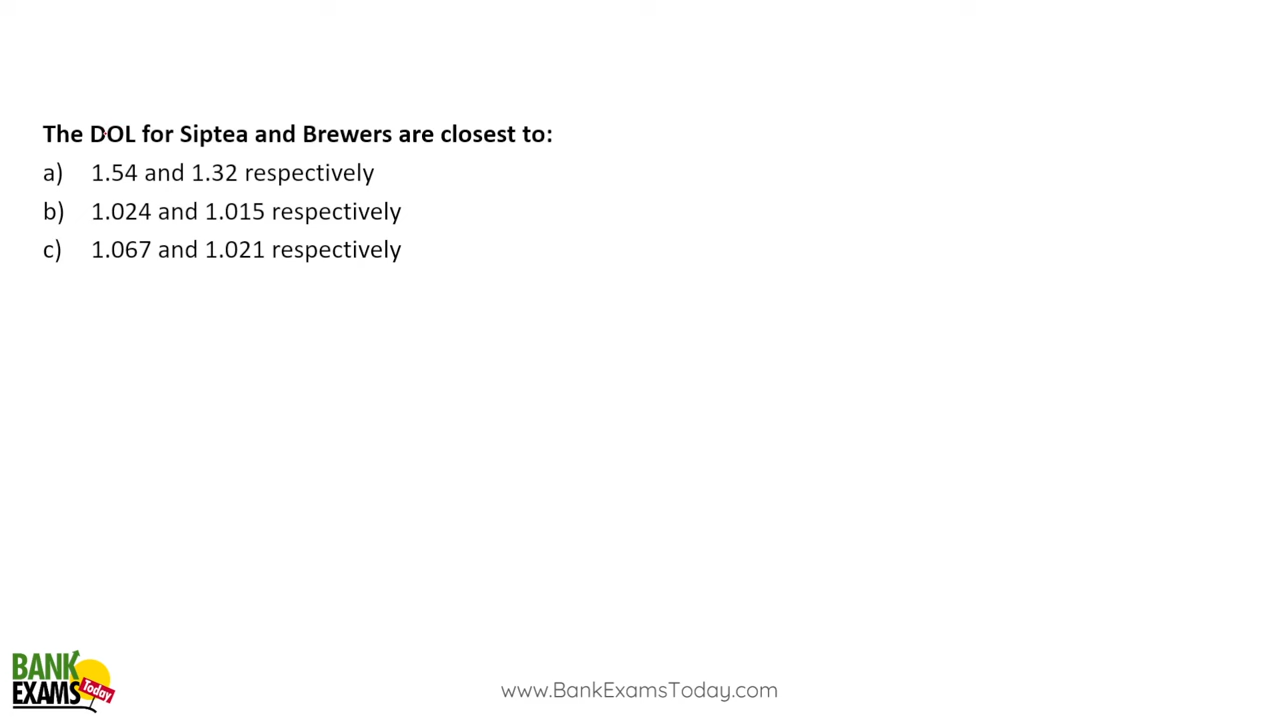 The DOL for Siptea and Brewers are closest to:
a) 1.54 and 1.32 respectively
b) 1.024 and 1.015 respectively
c) 1.067 and 1.021 respectively
BANK
EXAMS Today
www.BankExamsToday.com